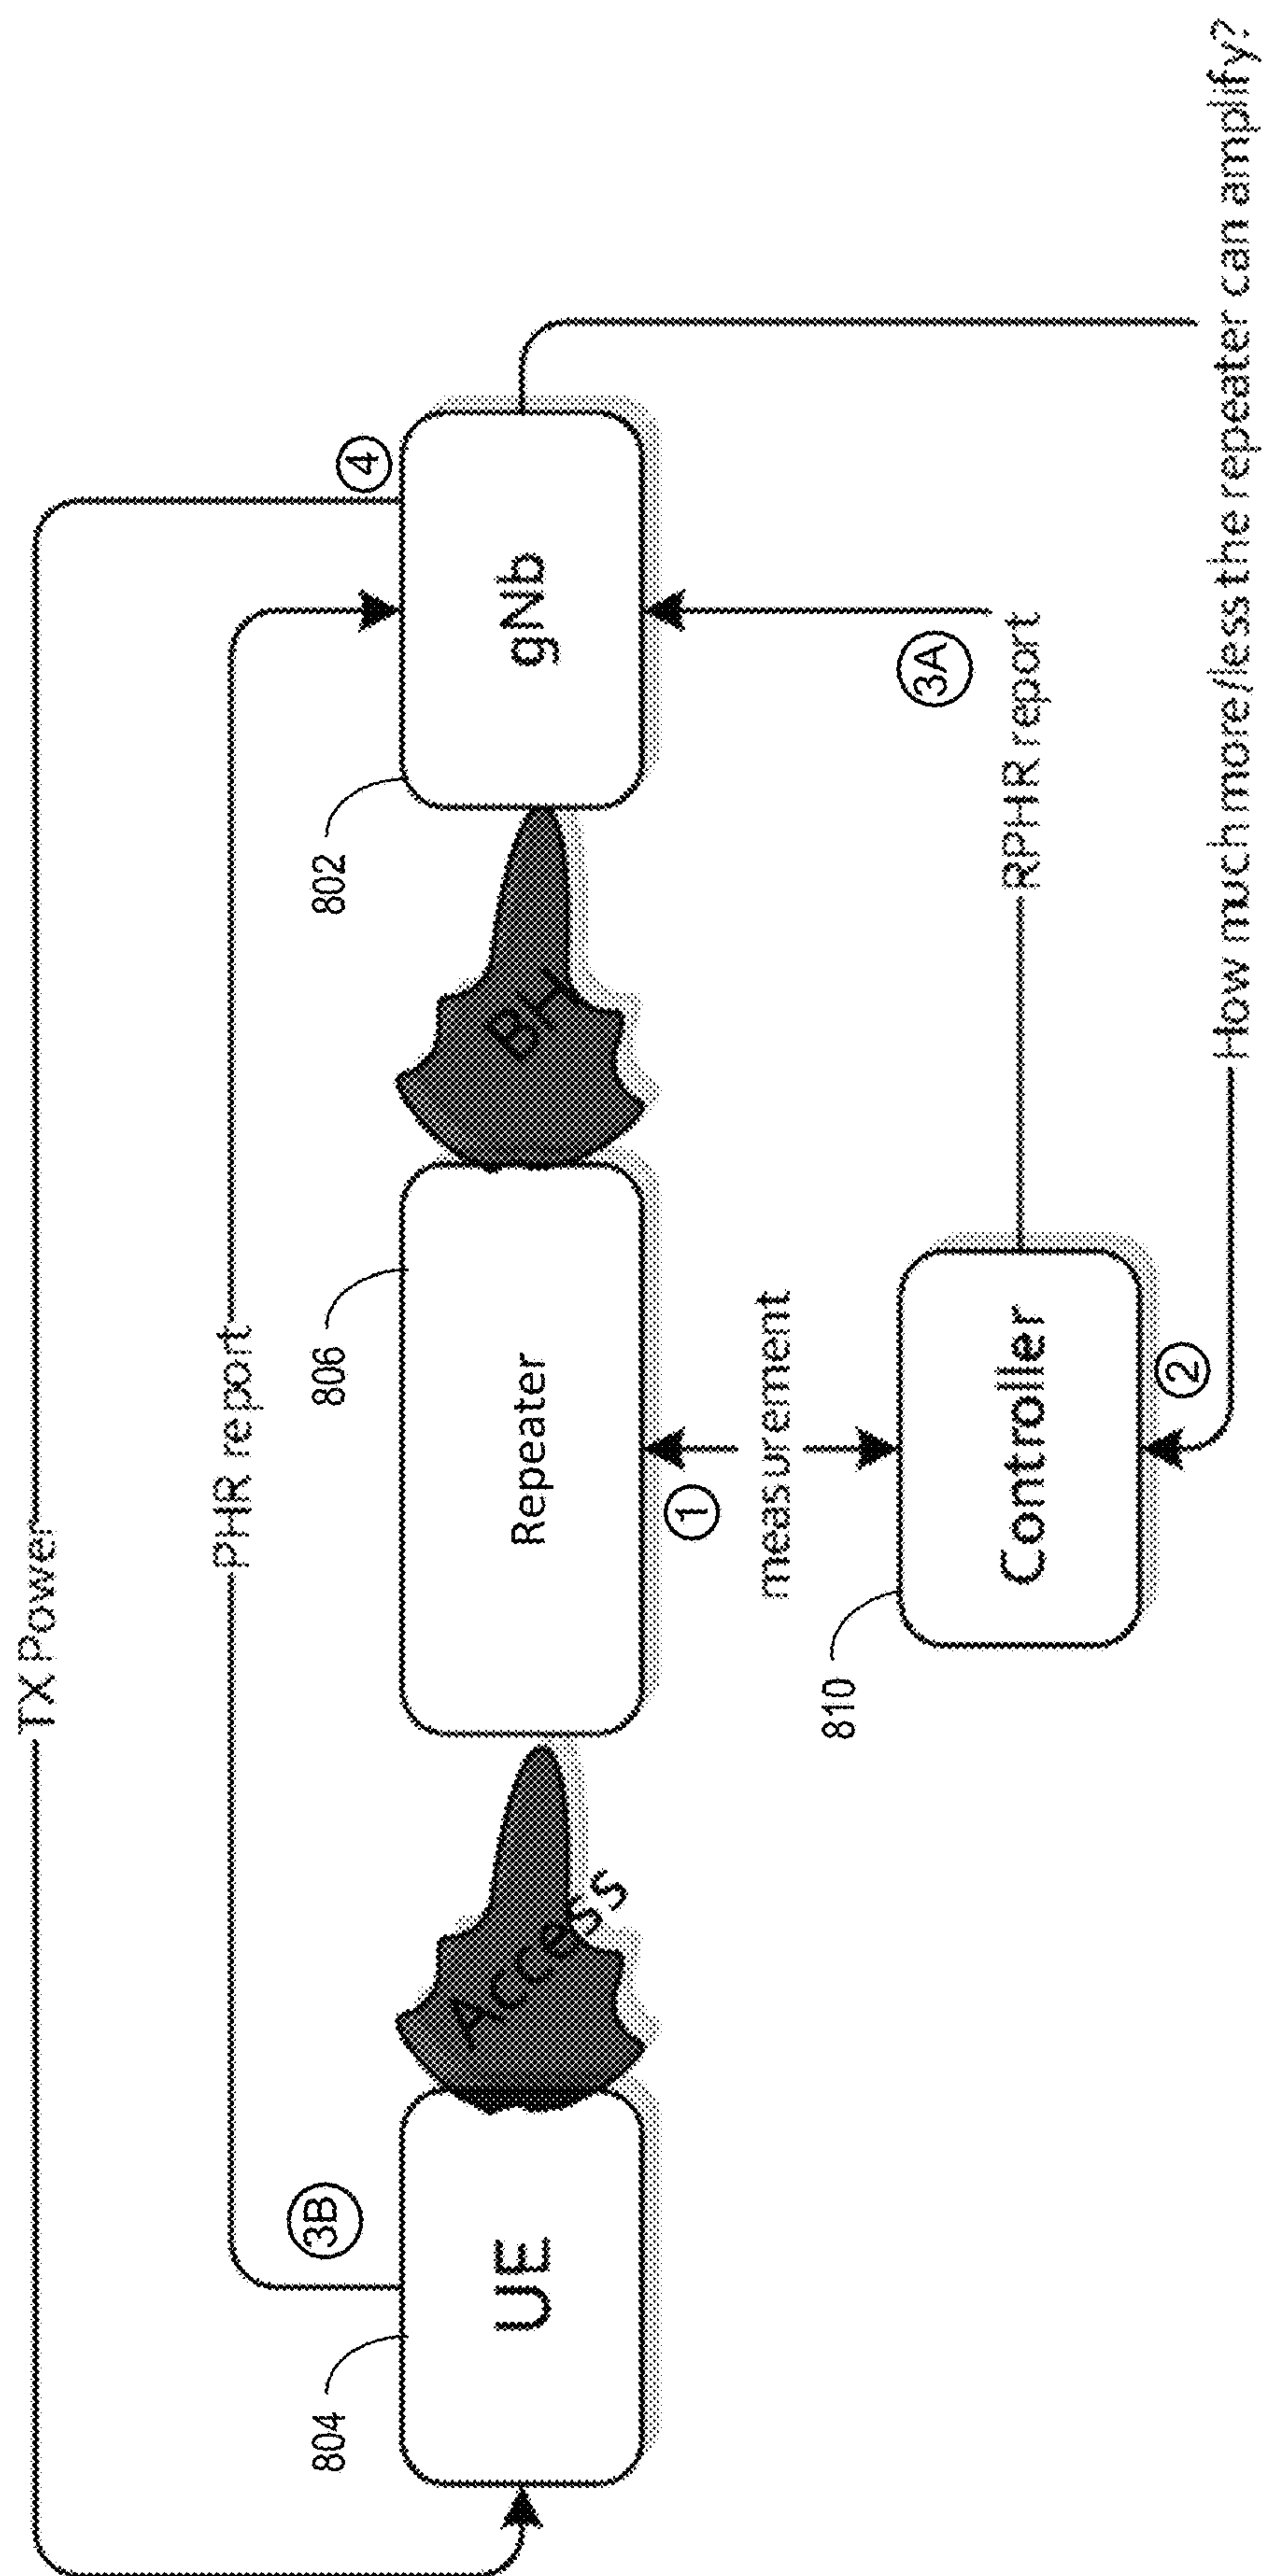 TX Power
PHR report
3B
4
804
806
802
UE
Access
Repeater
BH
gNb
1
measurement
3A
810
Controller
RPHR report
2
How much more/less the repeater can amplify?